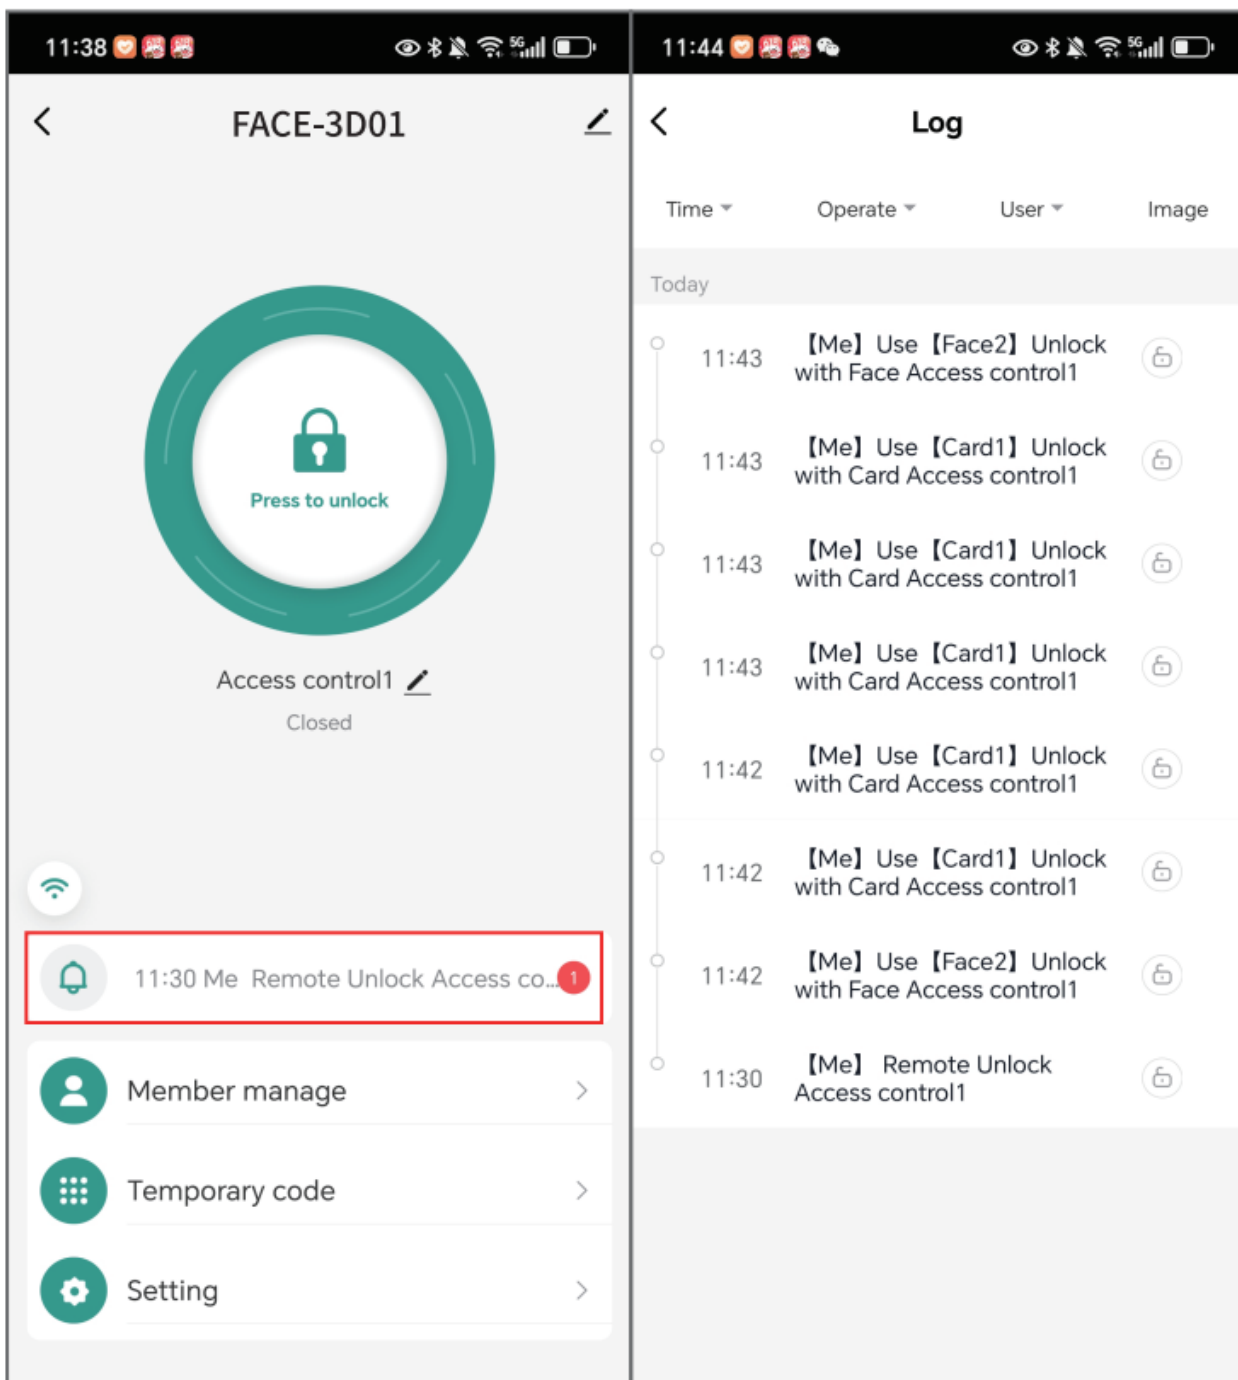 11:38
5G
FACE-3D01
Press to unlock
Access control1
Closed
11:30 Me Remote Unlock Access co... 1
Member manage
Temporary code
Setting
11:44
5G
Log
Time Operate User Image
Today
11:43 【Me】Use【Face2】Unlock
with Face Access control1
11:43 【Me】Use【Card1】Unlock
with Card Access control1
11:43 【Me】Use【Card1】Unlock
with Card Access control1
11:43 【Me】Use【Card1】Unlock
with Card Access control1
11:42 【Me】Use【Card1】Unlock
with Card Access control1
11:42 【Me】Use【Card1】Unlock
with Card Access control1
11:42 【Me】Use【Face2】Unlock
with Face Access control1
11:30 【Me】 Remote Unlock
Access control1